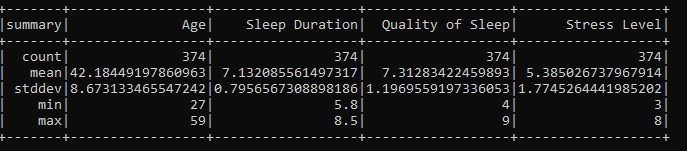 +-------+-----------------+------------------+------------------+------------------+
|summary|              Age|    Sleep Duration|  Quality of Sleep|      Stress Level|
+-------+-----------------+------------------+------------------+------------------+
|  count|              374|               374|               374|               374|
|   mean|42.18449197860963| 7.132085561497317|  7.31283422459893| 5.385026737967914|
| stddev|8.673133465547242|0.7956567308898186|1.1969559197336053|1.7745264441985202|
|    min|               27|               5.8|                 4|                 3|
|    max|               59|               8.5|                 9|                 8|
+-------+-----------------+------------------+------------------+------------------+